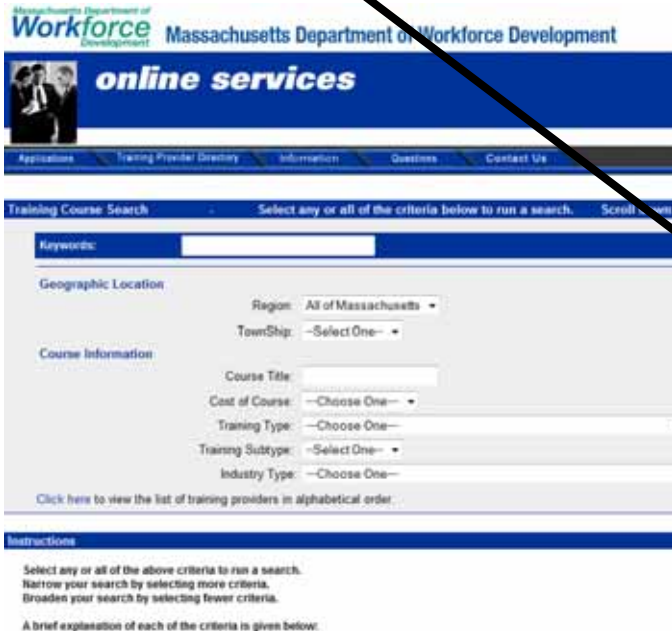 Massachusetts Department of
Workforce
Development
Massachusetts Department of Workforce Development
online services
Applications Training Provider Directory Information Questions Contact Us
Training Course Search - Select any or all of the criteria below to run a search. Scroll Down
Keywords:
Geographic Location
Region: All of Massachusetts
TownShip: --Select One--
Course Information
Course Title:
Cost of Course: ---Choose One---
Training Type: ---Choose One---
Training Subtype: --Select One--
Industry Type: ---Choose One---
Click here to view the list of training providers in alphabetical order.
Instructions
Select any or all of the above criteria to run a search.
Narrow your search by selecting more criteria.
Broaden your search by selecting fewer criteria.
A brief explanation of each of the criteria is given below: